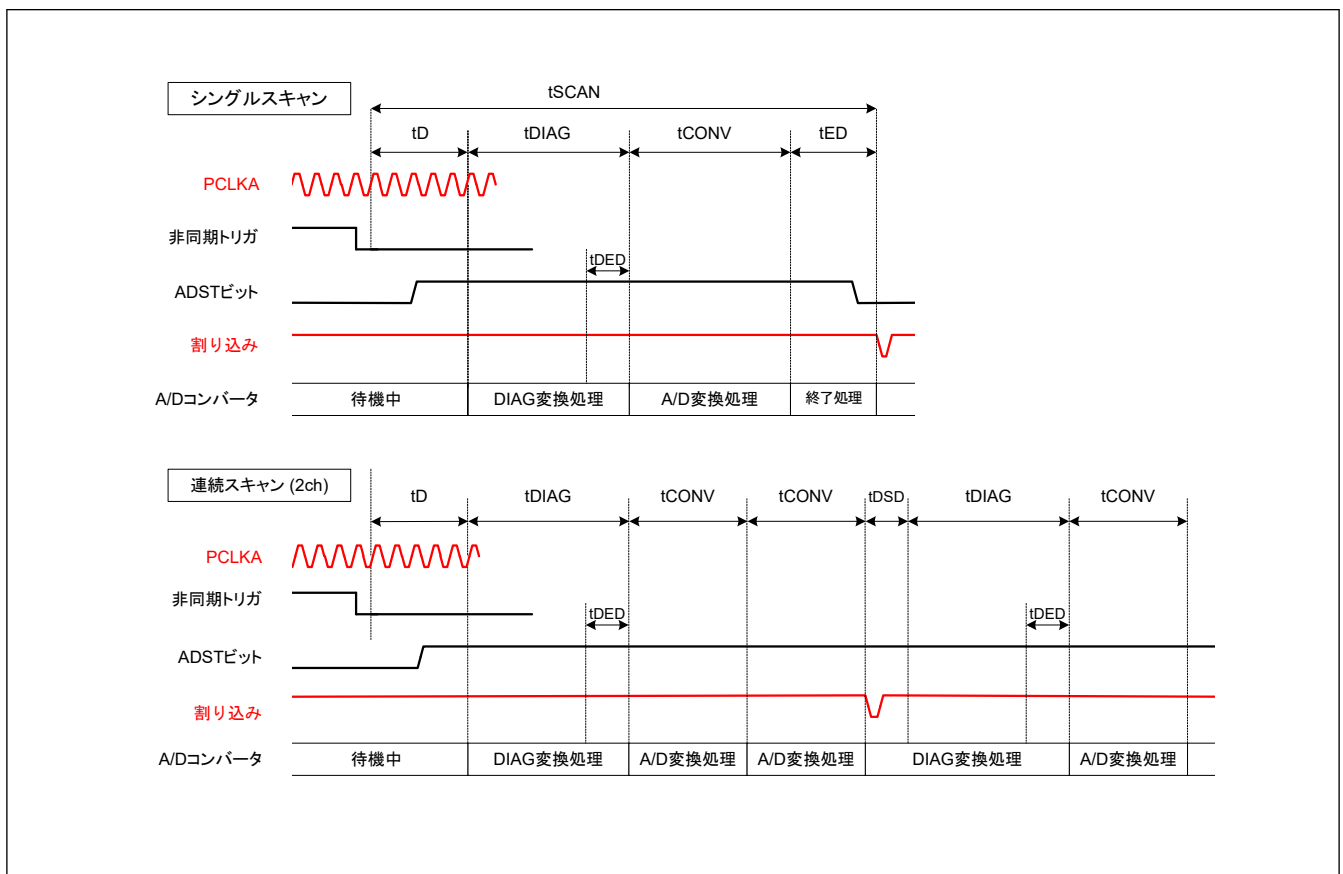 シングルスキャン
tSCAN
tD tDIAG tCONV tED
PCLKA
非同期トリガ
tDED
ADSTビット
割り込み
A/Dコンバータ 待機中 DIAG変換処理 A/D変換処理 終了処理
連続スキャン (2ch)
tD tDIAG tCONV tCONV tDSD tDIAG tCONV
PCLKA
非同期トリガ
tDED tDED
ADSTビット
割り込み
A/Dコンバータ 待機中 DIAG変換処理 A/D変換処理 A/D変換処理 DIAG変換処理 A/D変換処理